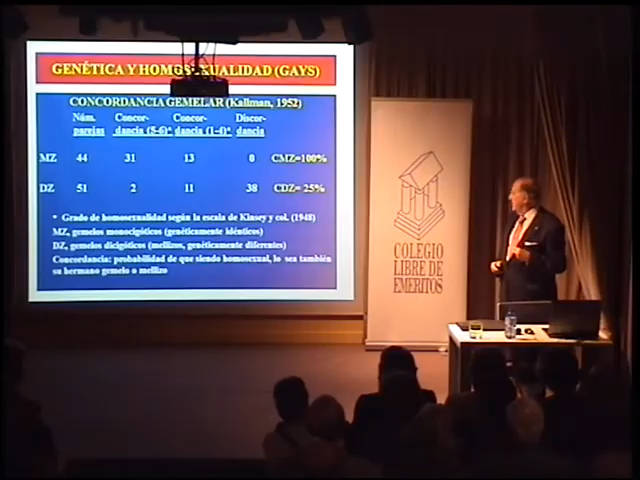 GENÉTICA Y HOMOSEXUALIDAD (GAYS)
CONCORDANCIA GEMELAR (Kallman, 1952)
Núm. Concor- Concor- Discor-
parejas dancia (5-6)* dancia (1-4)* dancia
MZ 44 31 13 0 CMZ=100%
DZ 51 2 11 38 CDZ= 25%
* Grado de homosexualidad según la escala de Kinsey y col. (1948)
MZ, gemelos monocigóticos (genéticamente idénticos)
DZ, gemelos dicigóticos (mellizos, genéticamente diferentes)
Concordancia: probabilidad de que siendo homosexual, lo sea también
su hermano gemelo o mellizo
COLEGIO
LIBRE DE
EMERITOS